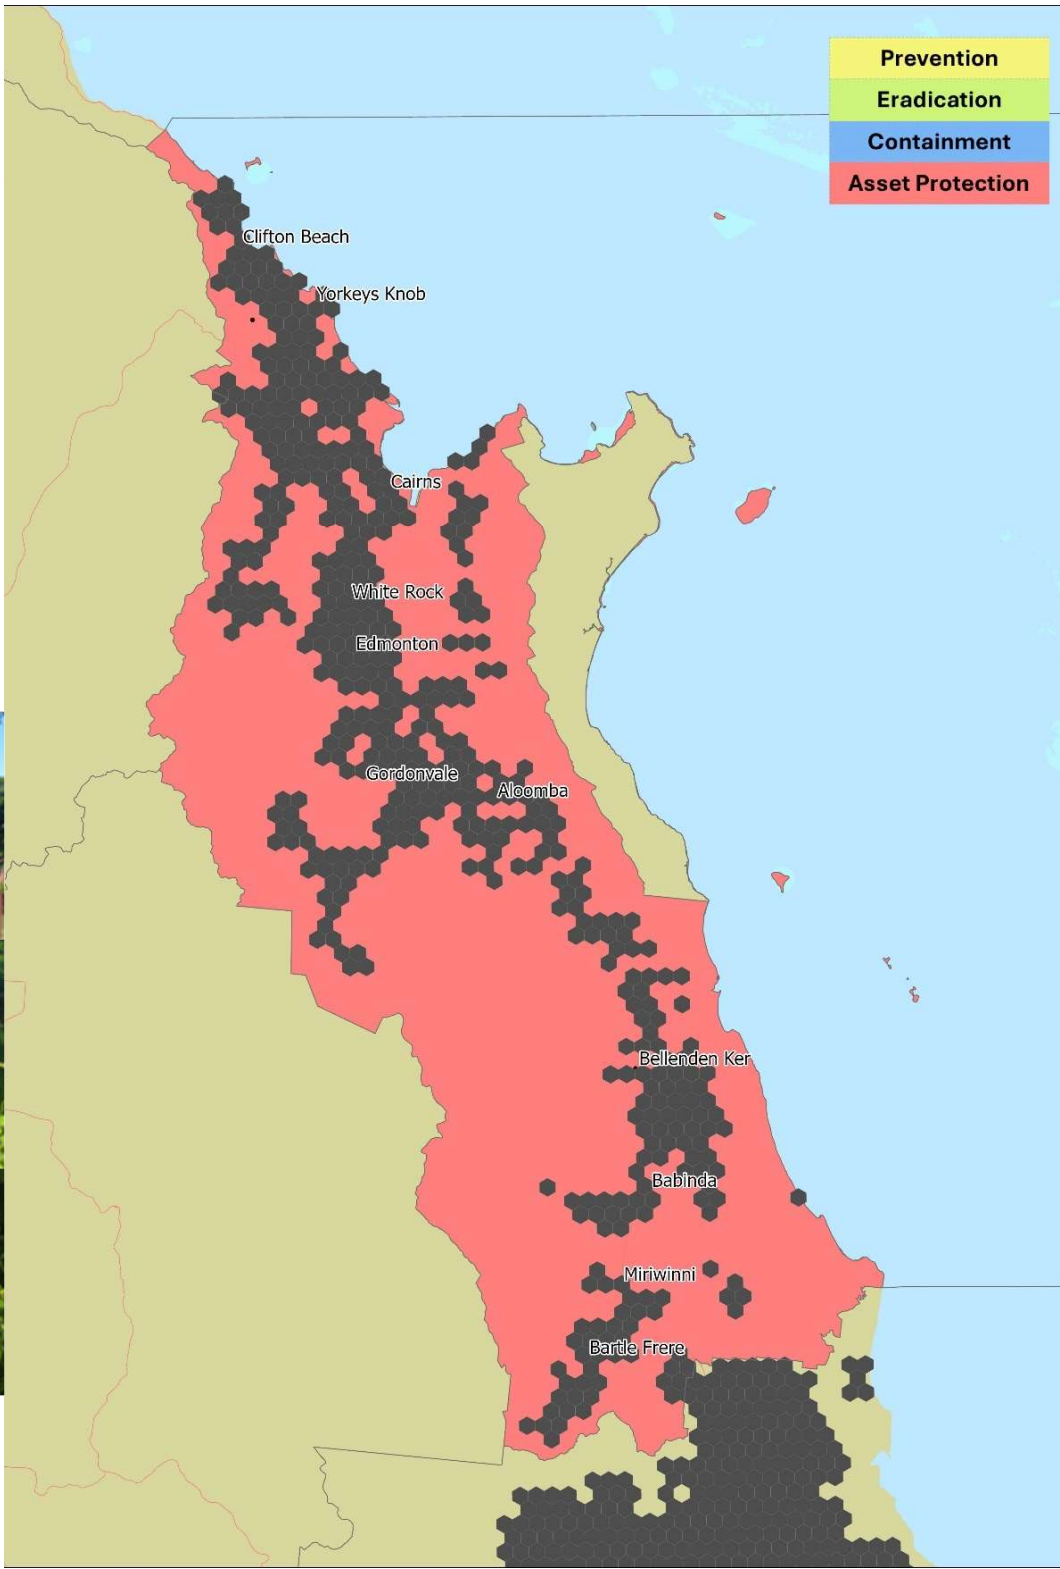 Prevention
Eradication
Containment
Asset Protection
Clifton Beach
Yorkeys Knob
Cairns
White Rock
Edmonton
Gordonvale
Aloomba
Bellenden Ker
Babinda
Miriwinni
Bartle Frere